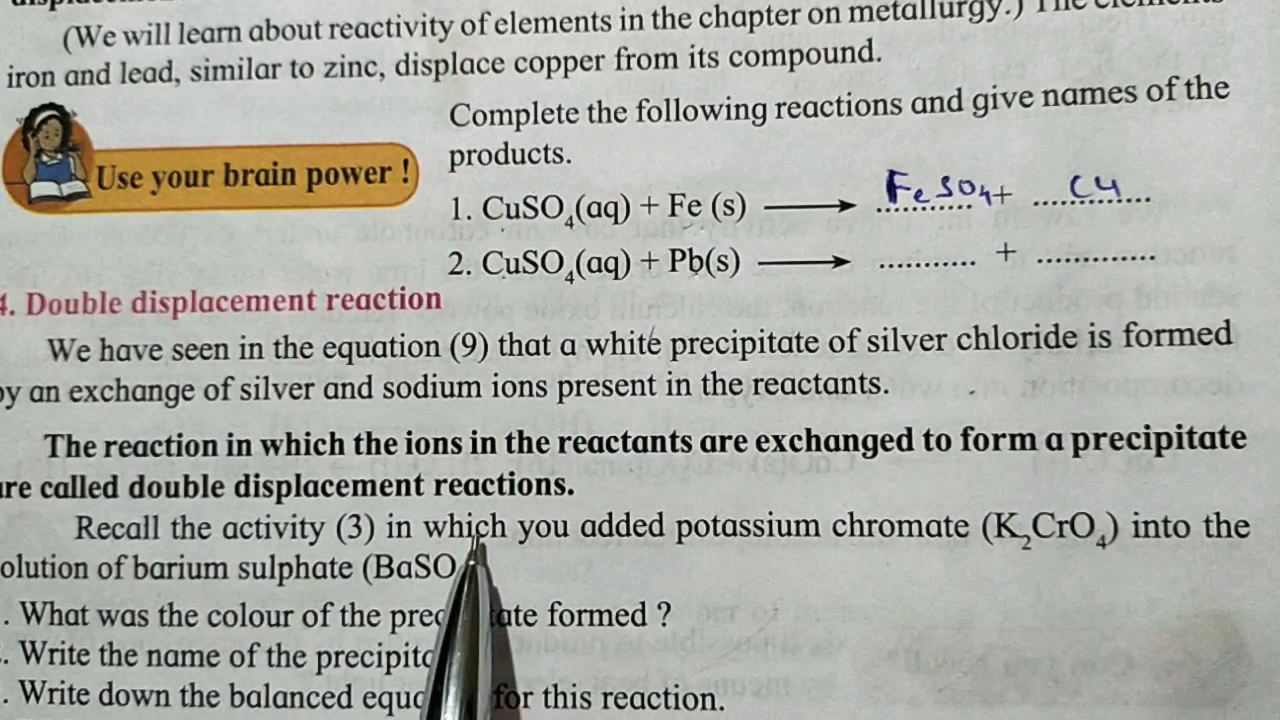 (We will learn about reactivity of elements in the chapter on metallurgy.) The elements
iron and lead, similar to zinc, displace copper from its compound.
Use your brain power !
Complete the following reactions and give names of the
products.
1. CuSO₄(aq) + Fe (s) ⟶ FeSO₄ + Cu
2. CuSO₄(aq) + Pb(s) ⟶ ........... + .............
4. Double displacement reaction
We have seen in the equation (9) that a white precipitate of silver chloride is formed
by an exchange of silver and sodium ions present in the reactants.
The reaction in which the ions in the reactants are exchanged to form a precipitate
are called double displacement reactions.
Recall the activity (3) in which you added potassium chromate (K₂CrO₄) into the
olution of barium sulphate (BaSO
. What was the colour of the prec ate formed ?
. Write the name of the precipit
. Write down the balanced equ for this reaction.